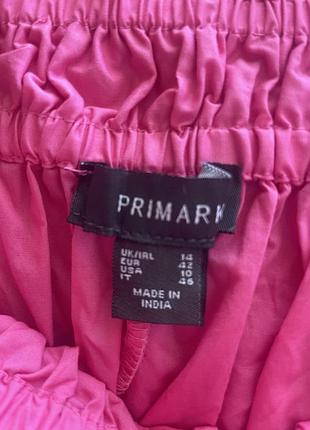 PRIMARK
UK/IRL 14
EUR 42
USA 10
IT 46
MADE IN
INDIA